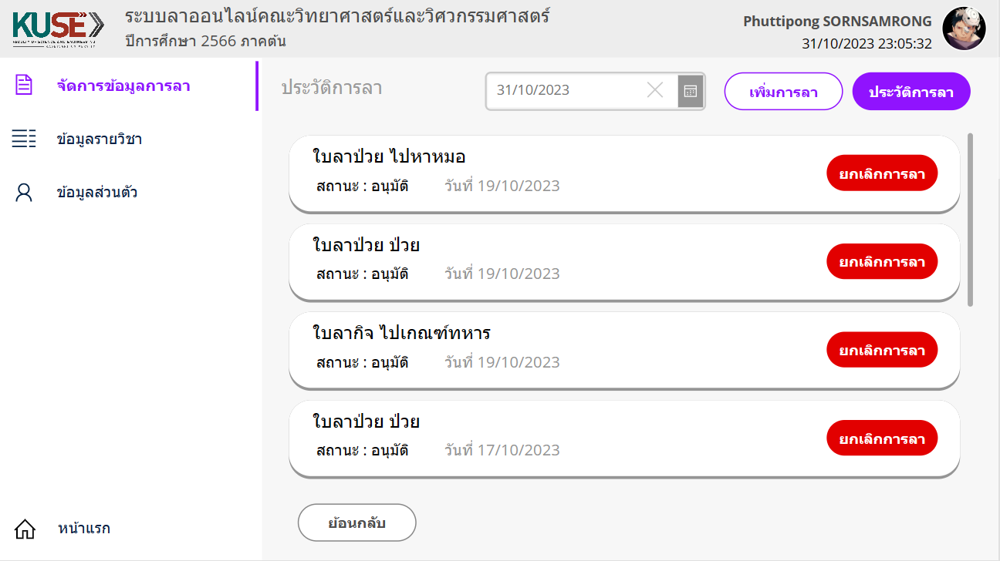 KUSE
FACULTY OF SCIENCE AND ENGINEERING
ระบบลาออนไลน์คณะวิทยาศาสตร์และวิศวกรรมศาสตร์
ปีการศึกษา 2566 ภาคต้น
Phuttipong SORNSAMRONG
31/10/2023 23:05:32
จัดการข้อมูลการลา
ข้อมูลรายวิชา
ข้อมูลส่วนตัว
หน้าแรก
ประวัติการลา
31/10/2023
เพิ่มการลา
ประวัติการลา
ใบลาป่วย ไปหาหมอ
สถานะ : อนุมัติ วันที่ 19/10/2023
ยกเลิกการลา
ใบลาป่วย ป่วย
สถานะ : อนุมัติ วันที่ 19/10/2023
ยกเลิกการลา
ใบลากิจ ไปเกณฑ์ทหาร
สถานะ : อนุมัติ วันที่ 19/10/2023
ยกเลิกการลา
ใบลาป่วย ป่วย
สถานะ : อนุมัติ วันที่ 17/10/2023
ยกเลิกการลา
ย้อนกลับ